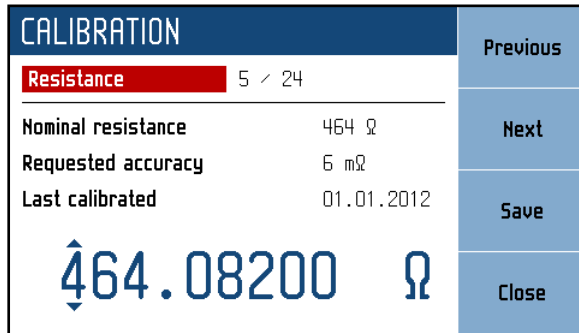 CALIBRATION
Resistance 5 / 24
Nominal resistance 464 Ω
Requested accuracy 6 mΩ
Last calibrated 01.01.2012
464.08200 Ω
Previous
Next
Save
Close